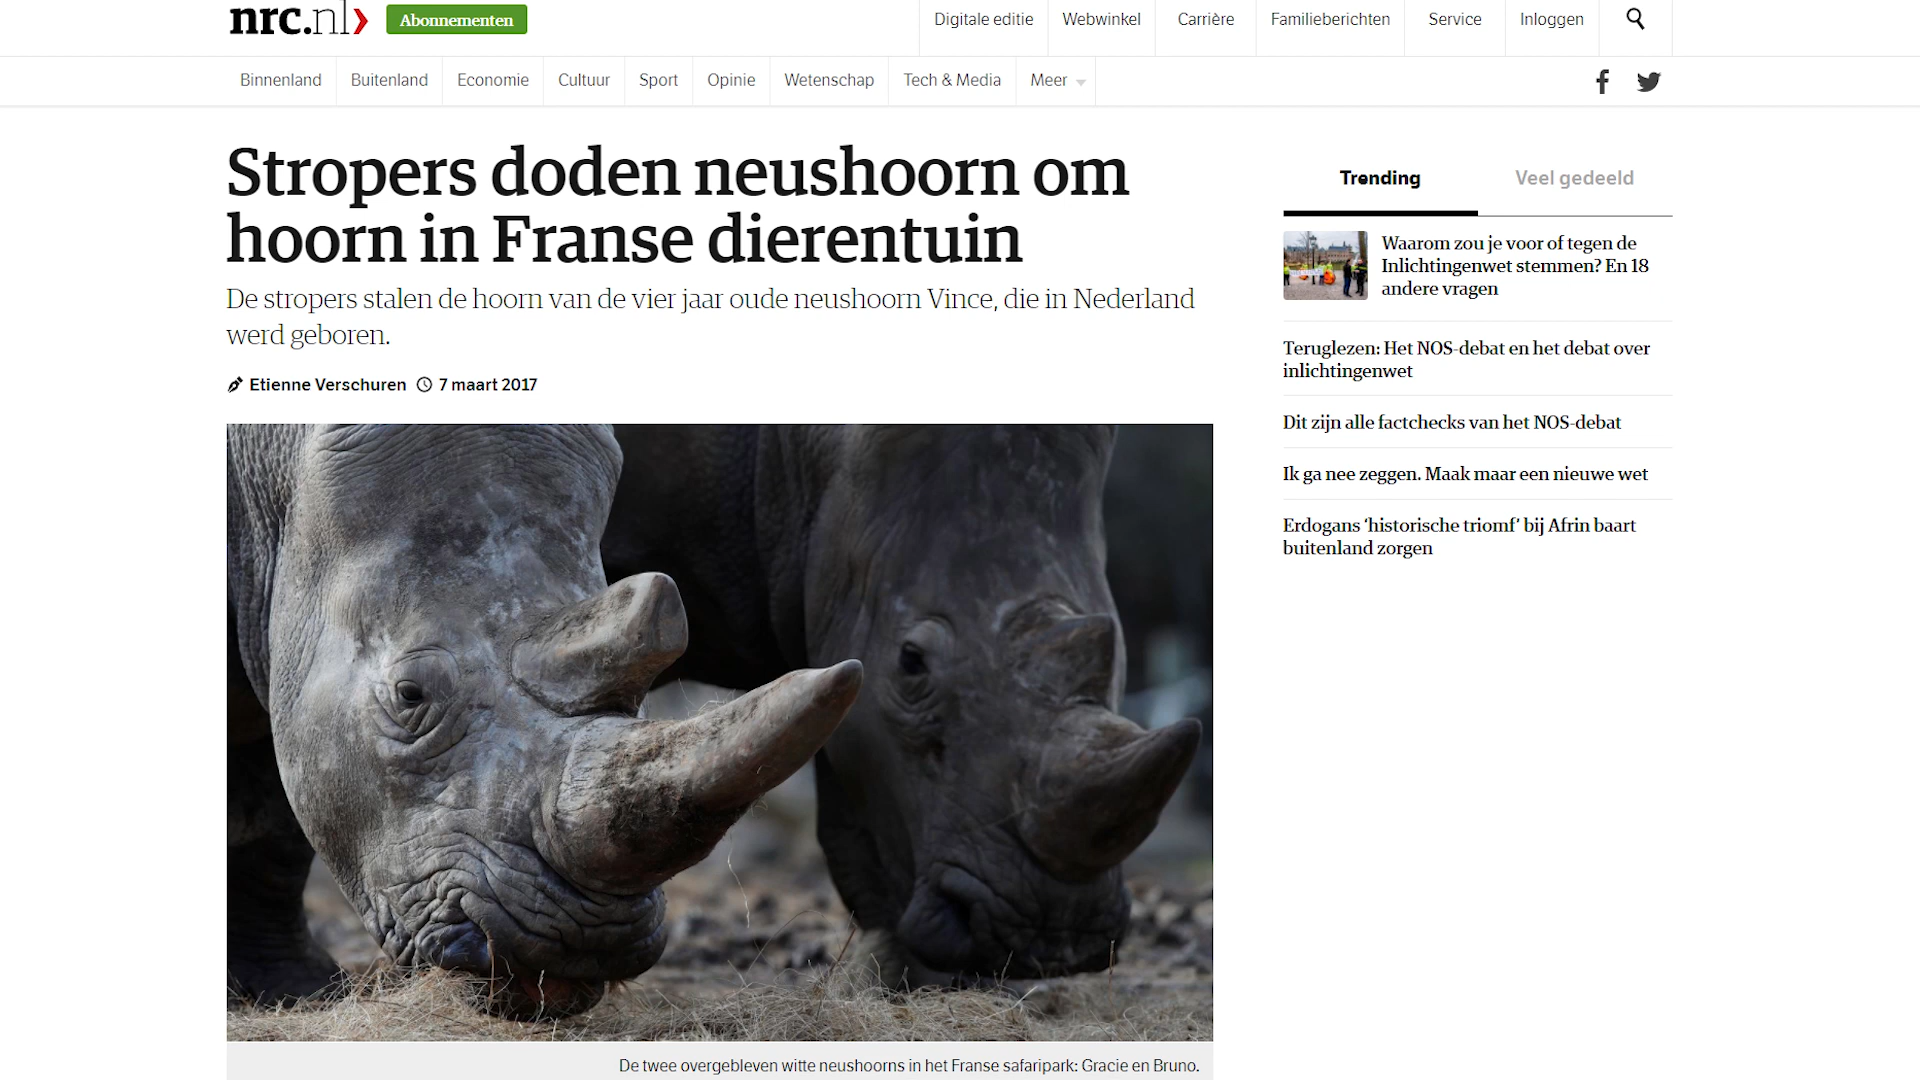 nrc.nl
Abonnementen
Digitale editie
Webwinkel
Carrière
Familieberichten
Service
Inloggen
Binnenland
Buitenland
Economie
Cultuur
Sport
Opinie
Wetenschap
Tech & Media
Meer
Stropers doden neushoorn om
hoorn in Franse dierentuin
De stropers stalen de hoorn van de vier jaar oude neushoorn Vince, die in Nederland
werd geboren.
Etienne Verschuren 7 maart 2017
De twee overgebleven witte neushoorns in het Franse safaripark: Gracie en Bruno.
Trending
Veel gedeeld
Waarom zou je voor of tegen de
Inlichtingenwet stemmen? En 18
andere vragen
Teruglezen: Het NOS-debat en het debat over
inlichtingenwet
Dit zijn alle factchecks van het NOS-debat
Ik ga nee zeggen. Maak maar een nieuwe wet
Erdogans ‘historische triomf’ bij Afrin baart
buitenland zorgen